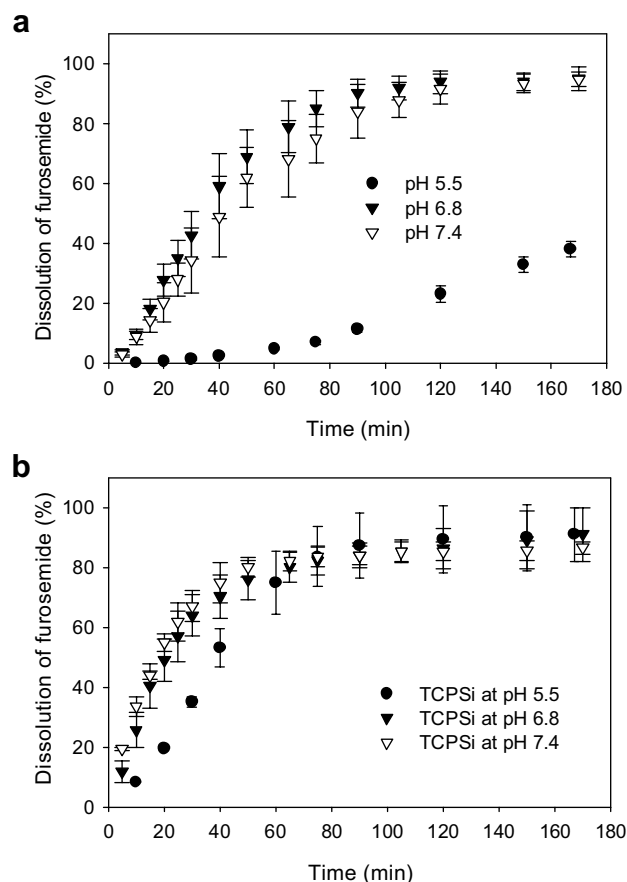 a
Dissolution of furosemide (%)
100
80
60
40
20
0
pH 5.5
pH 6.8
pH 7.4
0 20 40 60 80 100 120 140 160 180
Time (min)
b
Dissolution of furosemide (%)
100
80
60
40
20
0
TCPSi at pH 5.5
TCPSi at pH 6.8
TCPSi at pH 7.4
0 20 40 60 80 100 120 140 160 180
Time (min)